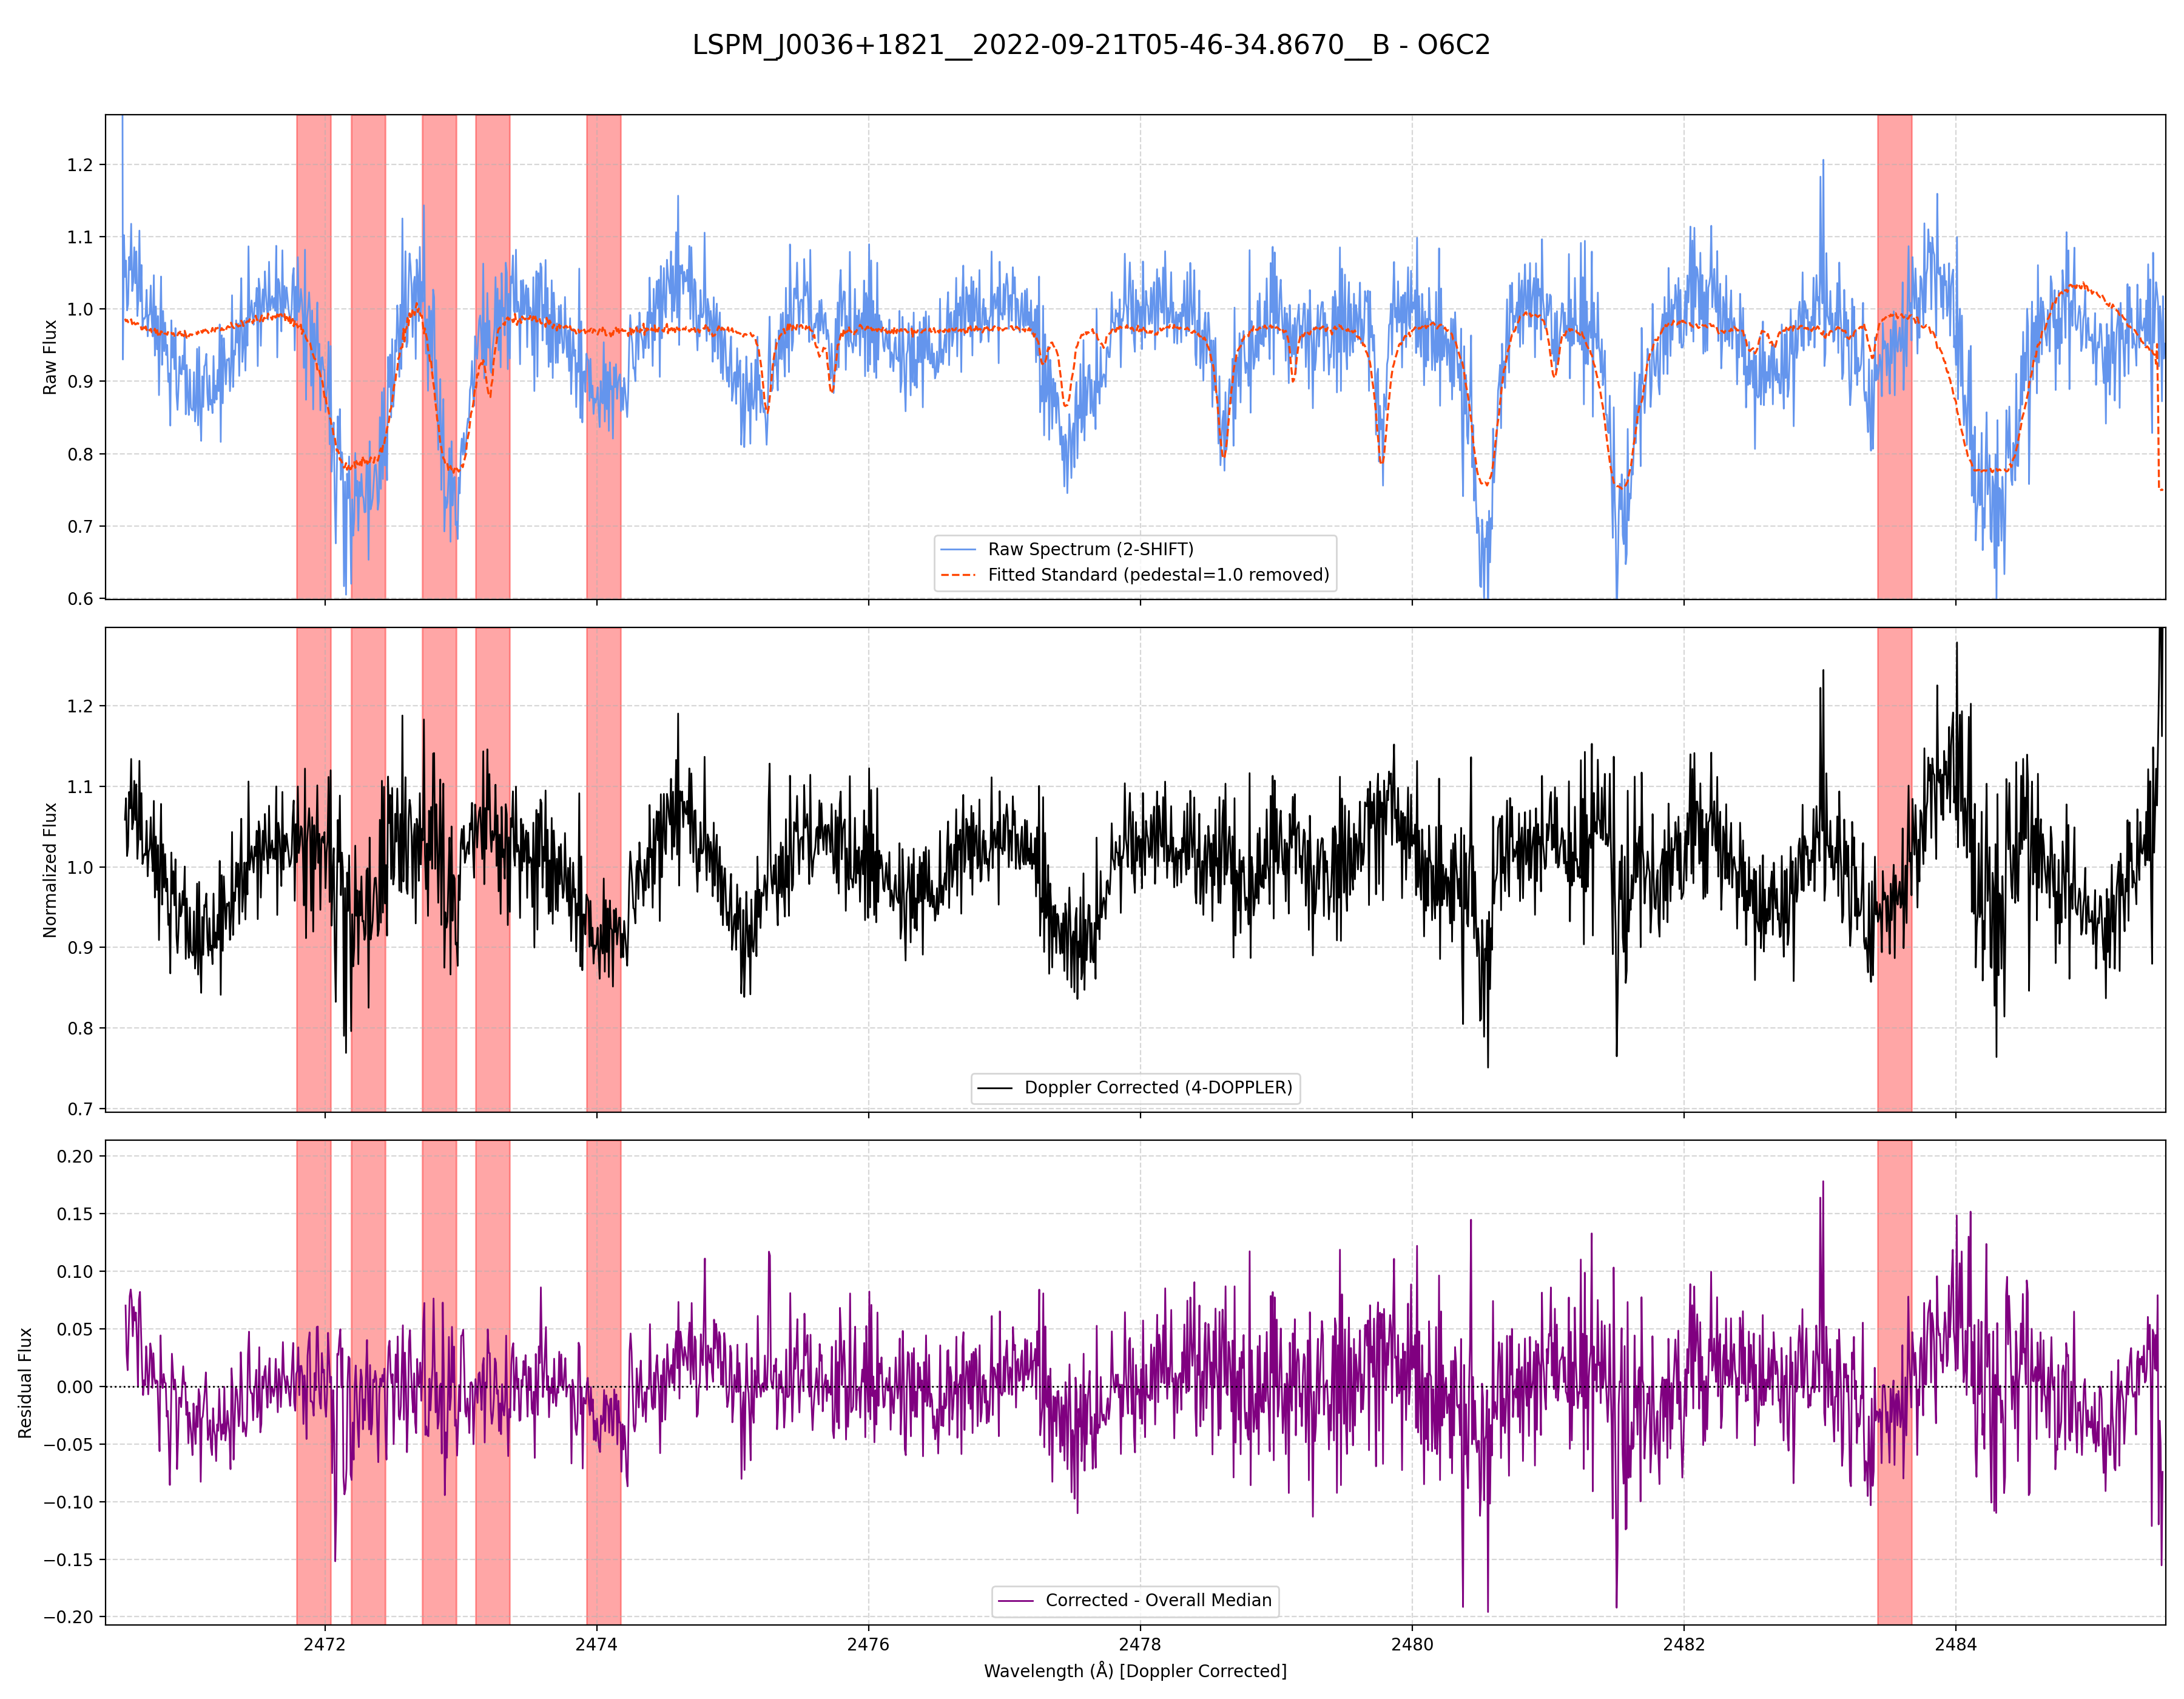 LSPM_J0036+1821__2022-09-21T05-46-34.8670__B - O6C2
Raw Flux
1.2
1.1
1.0
0.9
0.8
0.7
0.6
Raw Spectrum (2-SHIFT)
Fitted Standard (pedestal=1.0 removed)
Normalized Flux
1.2
1.1
1.0
0.9
0.8
0.7
Doppler Corrected (4-DOPPLER)
Residual Flux
0.20
0.15
0.10
0.05
0.00
−0.05
−0.10
−0.15
−0.20
Corrected - Overall Median
2472 2474 2476 2478 2480 2482 2484
Wavelength (Å) [Doppler Corrected]